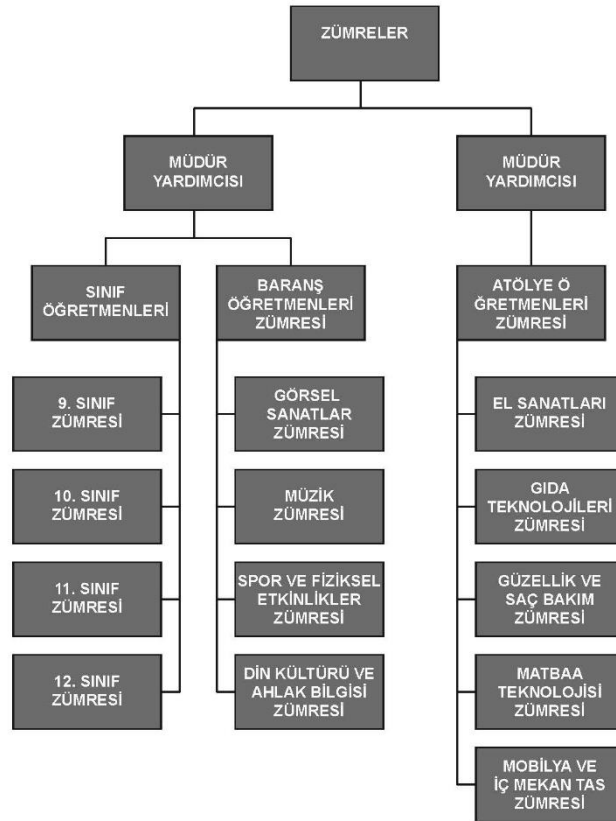 ZÜMRELER
MÜDÜR
YARDIMCISI
MÜDÜR
YARDIMCISI
SINIF
ÖĞRETMENLERİ
BARANŞ
ÖĞRETMENLERİ
ZÜMRESİ
ATÖLYE Ö
ĞRETMENLERİ
ZÜMRESİ
9. SINIF
ZÜMRESİ
GÖRSEL
SANATLAR
ZÜMRESİ
EL SANATLARI
ZÜMRESİ
10. SINIF
ZÜMRESİ
MÜZİK
ZÜMRESİ
GIDA
TEKNOLOJİLERİ
ZÜMRESİ
11. SINIF
ZÜMRESİ
SPOR VE FİZİKSEL
ETKİNLİKLER
ZÜMRESİ
GÜZELLİK VE
SAÇ BAKIM
ZÜMRESİ
12. SINIF
ZÜMRESİ
DİN KÜLTÜRÜ VE
AHLAK BİLGİSİ
ZÜMRESİ
MATBAA
TEKNOLOJİSİ
ZÜMRESİ
MOBİLYA VE
İÇ MEKAN TAS
ZÜMRESİ